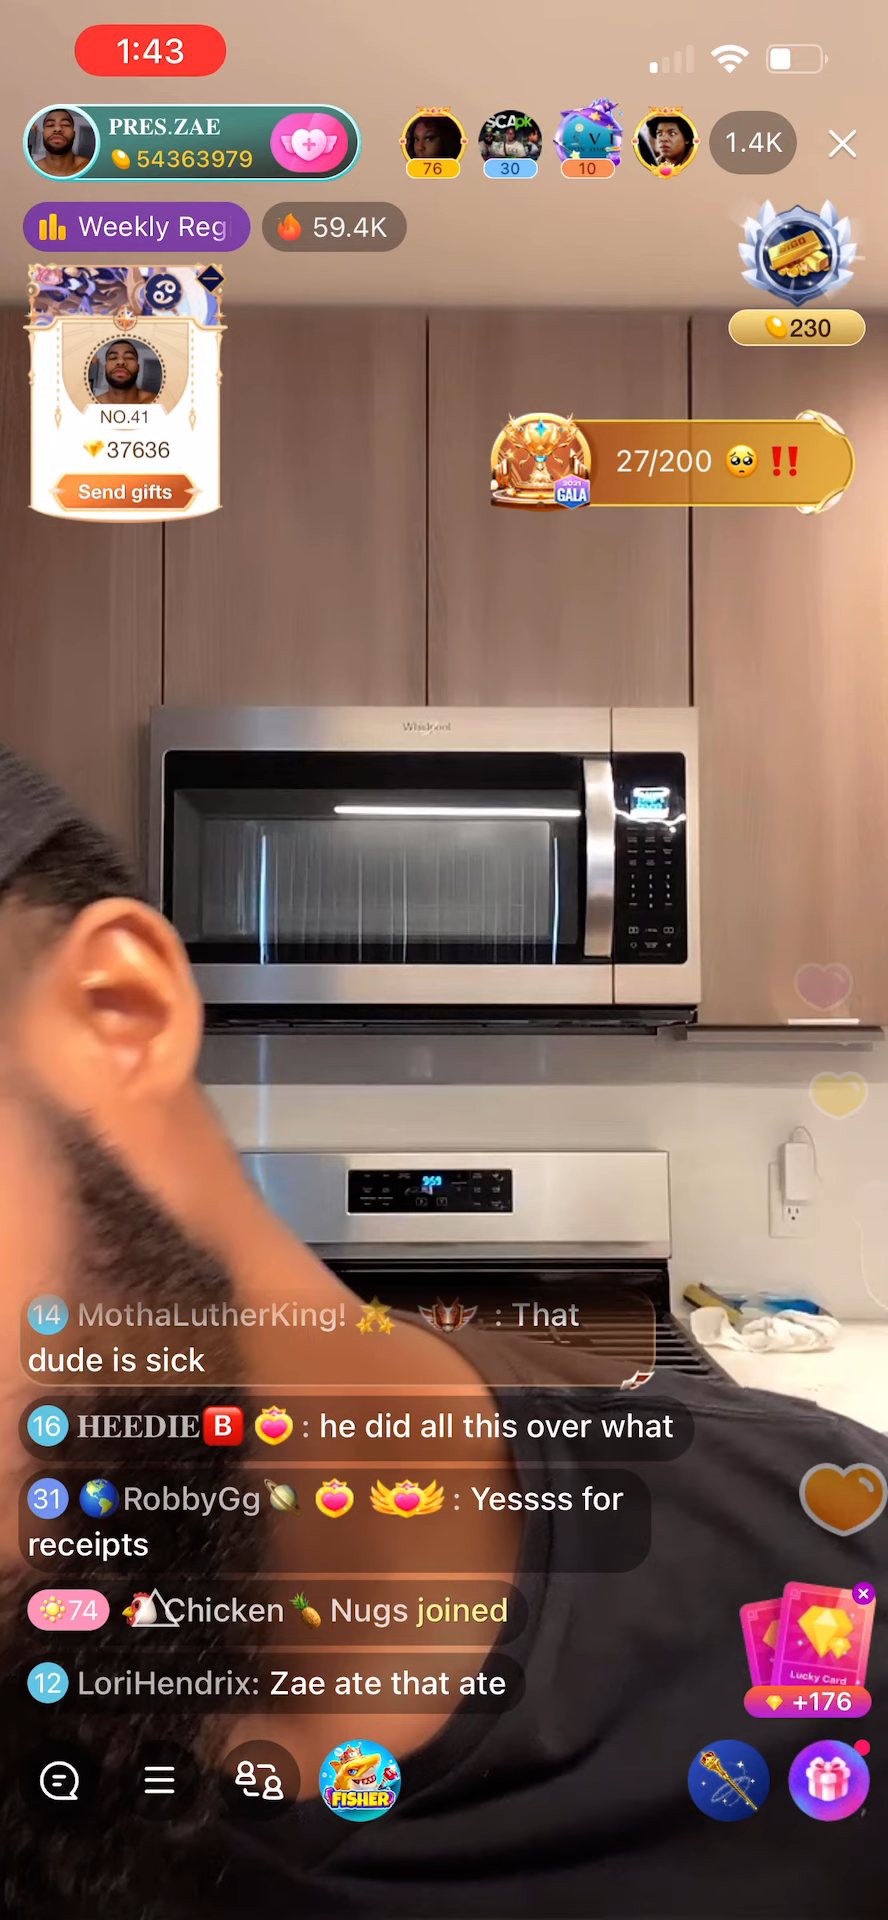 1:43
PRES.ZAE
54363979
76
30
10
1.4K
Weekly Reg
59.4K
230
NO.41
37636
Send gifts
27/200 🥺 ‼️
2021
GALA
Whirlpool
959
14 MothaLutherKing! : That
dude is sick
16 HEEDIE🅱️ : he did all this over what
31 🌎RobbyGg🪐 : Yessss for
receipts
74 🐔Chicken🍍 Nugs joined
12 LoriHendrix: Zae ate that ate
Lucky Card
+176
FISHER